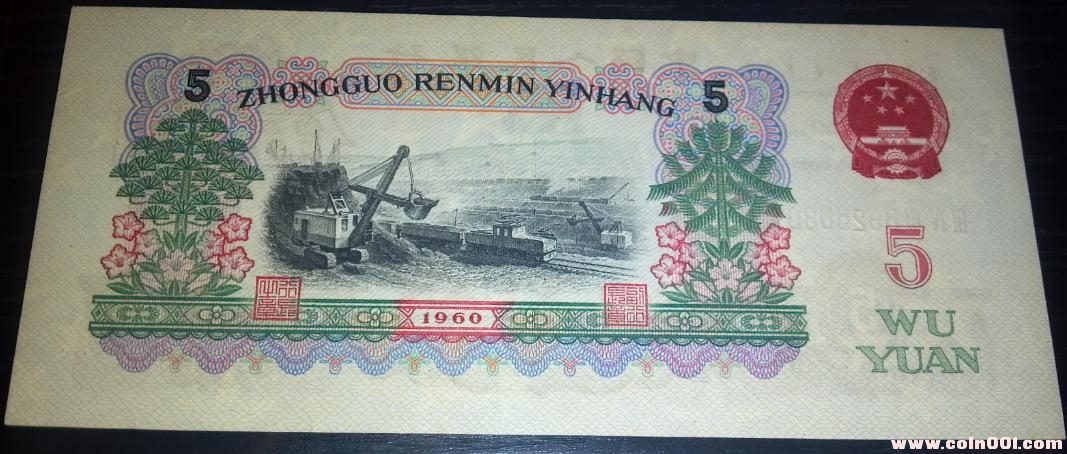 5 ZHONGGUO RENMIN YINHANG 5
5
1960
WU
YUAN
www.coin001.com